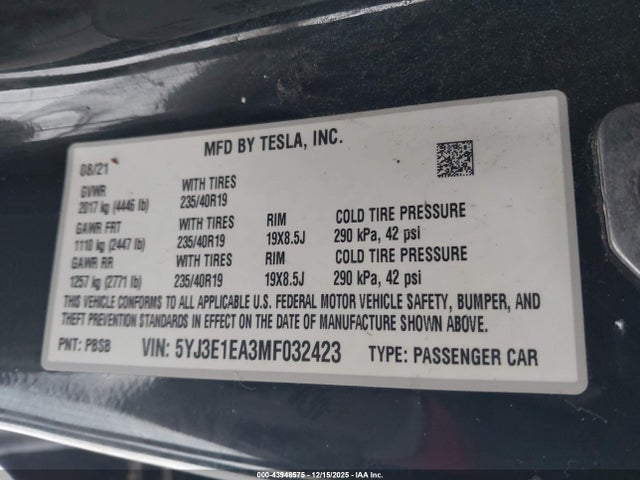 MFD BY TESLA, INC.
08/21
GVWR WITH TIRES
2017 kg (4446 lb) 235/40R19
GAWR FRT WITH TIRES RIM COLD TIRE PRESSURE
1110 kg (2447 lb) 235/40R19 19X8.5J 290 kPa, 42 psi
GAWR RR WITH TIRES RIM COLD TIRE PRESSURE
1257 kg (2771 lb) 235/40R19 19X8.5J 290 kPa, 42 psi
THIS VEHICLE CONFORMS TO ALL APPLICABLE U.S. FEDERAL MOTOR VEHICLE SAFETY, BUMPER, AND
THEFT PREVENTION STANDARDS IN EFFECT ON THE DATE OF MANUFACTURE SHOWN ABOVE.
PNT: PBSB VIN: 5YJ3E1EA3MF032423 TYPE: PASSENGER CAR
000-43948575 - 12/15/2025 - IAA Inc.